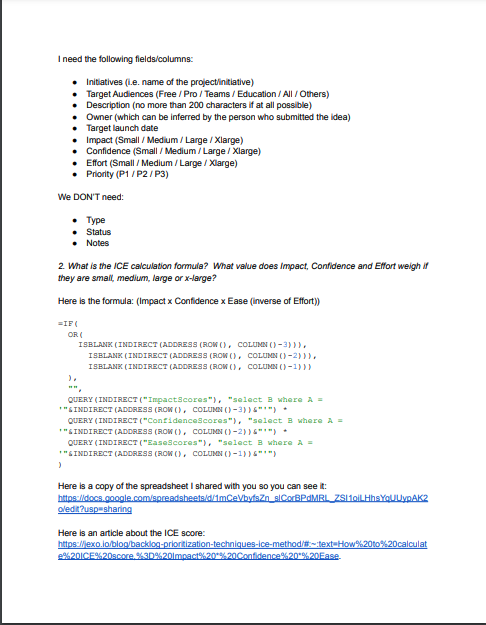 I need the following fields/columns:
● Initiatives (i.e. name of the project/initiative)
● Target Audiences (Free / Pro / Teams / Education / All / Others)
● Description (no more than 200 characters if at all possible)
● Owner (which can be inferred by the person who submitted the idea)
● Target launch date
● Impact (Small / Medium / Large / Xlarge)
● Confidence (Small / Medium / Large / Xlarge)
● Effort (Small / Medium / Large / Xlarge)
● Priority (P1 / P2 / P3)
We DON'T need:
● Type
● Status
● Notes
2. What is the ICE calculation formula?  What value does Impact, Confidence and Effort weigh if
they are small, medium, large or x-large?
Here is the formula: (Impact x Confidence x Ease (inverse of Effort))
=IF(
OR(
ISBLANK(INDIRECT(ADDRESS(ROW(), COLUMN()-3))),
ISBLANK(INDIRECT(ADDRESS(ROW(), COLUMN()-2))),
ISBLANK(INDIRECT(ADDRESS(ROW(), COLUMN()-1)))
),
"",
QUERY(INDIRECT("ImpactScores"), "select B where A =
'"&INDIRECT(ADDRESS(ROW(), COLUMN()-3))&"'") *
QUERY(INDIRECT("ConfidenceScores"), "select B where A =
'"&INDIRECT(ADDRESS(ROW(), COLUMN()-2))&"'") *
QUERY(INDIRECT("EaseScores"), "select B where A =
'"&INDIRECT(ADDRESS(ROW(), COLUMN()-1))&"'")
)
Here is a copy of the spreadsheet I shared with you so you can see it:
https://docs.google.com/spreadsheets/d/1mCeVbyfsZn_siCorBPdMRL_ZSI1oiLHhsYqUUypAK2
o/edit?usp=sharing
Here is an article about the ICE score:
https://jexo.io/blog/backlog-prioritization-techniques-ice-method/#:~:text=How%20to%20calculat
e%20ICE%20score,%3D%20Impact%20*%20Confidence%20*%20Ease.